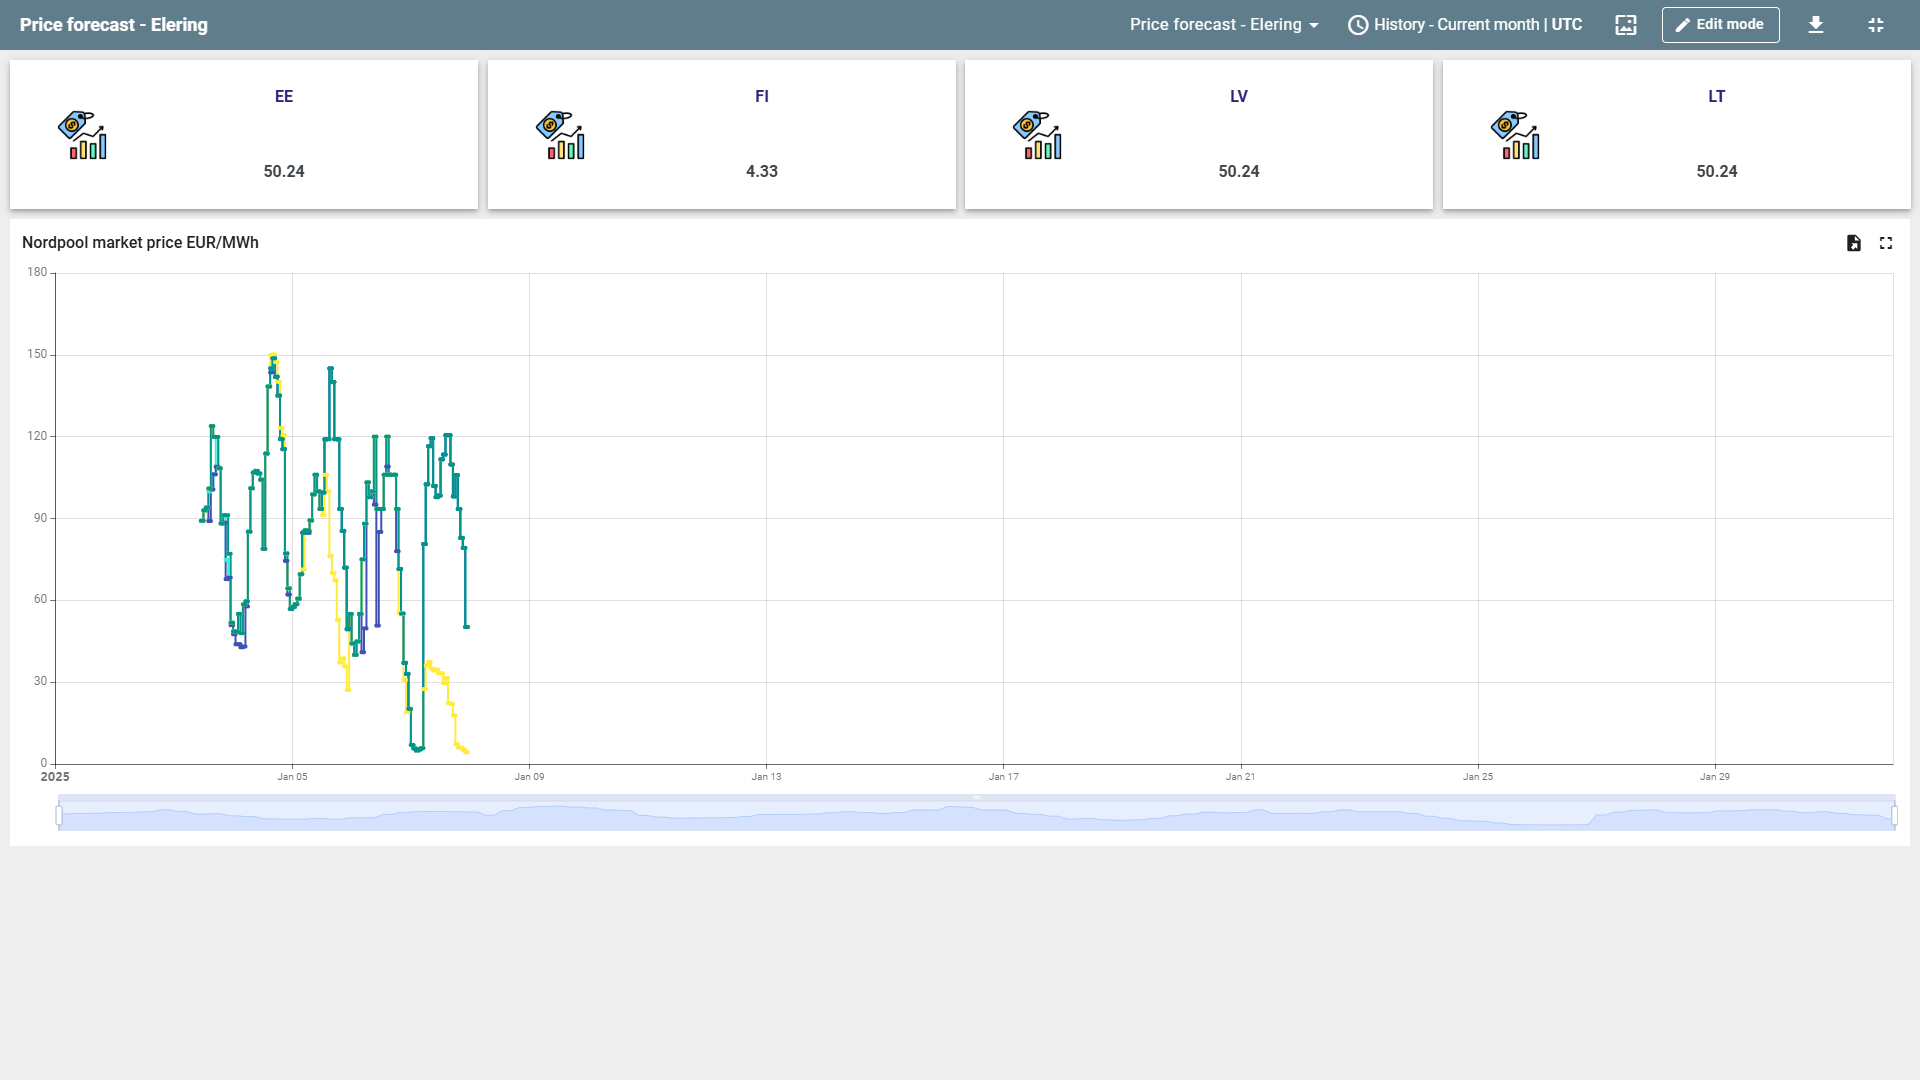 Price forecast - Elering
Price forecast - Elering
History - Current month | UTC
Edit mode
EE
50.24
FI
4.33
LV
50.24
LT
50.24
Nordpool market price EUR/MWh
180
150
120
90
60
30
0
2025
Jan 05
Jan 09
Jan 13
Jan 17
Jan 21
Jan 25
Jan 29